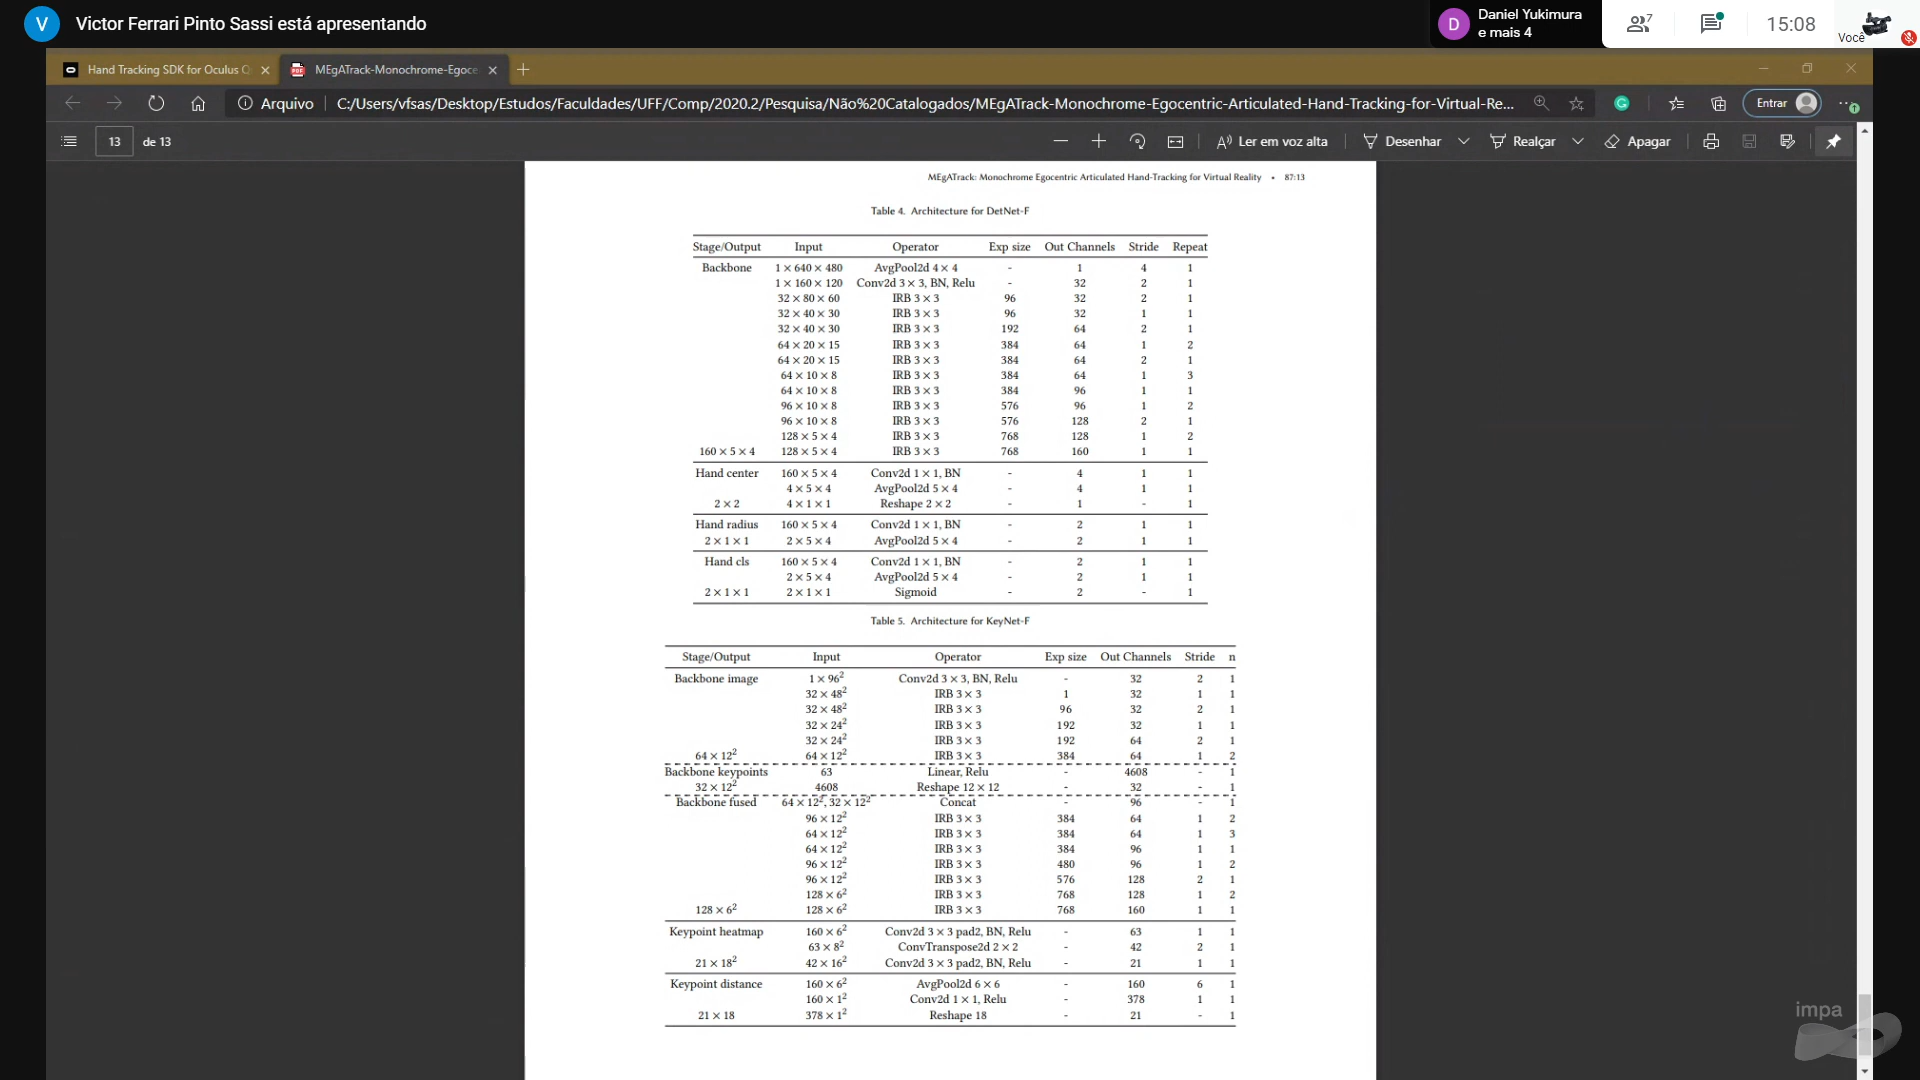 V Victor Ferrari Pinto Sassi está apresentando
D Daniel Yukimura e mais 4
7
15:08
Você
Hand Tracking SDK for Oculus Q
MEgATrack-Monochrome-Egoce
Arquivo C:/Users/vfsas/Desktop/Estudos/Faculdades/UFF/Comp/2020.2/Pesquisa/Não%20Catalogados/MEgATrack-Monochrome-Egocentric-Articulated-Hand-Tracking-for-Virtual-Re... Entrar
13 de 13 Ler em voz alta Desenhar Realçar Apagar
MEgATrack: Monochrome Egocentric Articulated Hand-Tracking for Virtual Reality • 87:13
Table 4. Architecture for DetNet-F
Stage/Output Input Operator Exp size Out Channels Stride Repeat
Backbone 1 × 640 × 480 AvgPool2d 4 × 4 - 1 4 1
1 × 160 × 120 Conv2d 3 × 3, BN, Relu - 32 2 1
32 × 80 × 60 IRB 3 × 3 96 32 2 1
32 × 40 × 30 IRB 3 × 3 96 32 1 1
32 × 40 × 30 IRB 3 × 3 192 64 2 1
64 × 20 × 15 IRB 3 × 3 384 64 1 2
64 × 20 × 15 IRB 3 × 3 384 64 2 1
64 × 10 × 8 IRB 3 × 3 384 64 1 3
64 × 10 × 8 IRB 3 × 3 384 96 1 1
96 × 10 × 8 IRB 3 × 3 576 96 1 2
96 × 10 × 8 IRB 3 × 3 576 128 2 1
128 × 5 × 4 IRB 3 × 3 768 128 1 2
160 × 5 × 4 128 × 5 × 4 IRB 3 × 3 768 160 1 1
Hand center 160 × 5 × 4 Conv2d 1 × 1, BN - 4 1 1
4 × 5 × 4 AvgPool2d 5 × 4 - 4 1 1
2 × 2 4 × 1 × 1 Reshape 2 × 2 - 1 - 1
Hand radius 160 × 5 × 4 Conv2d 1 × 1, BN - 2 1 1
2 × 1 × 1 2 × 5 × 4 AvgPool2d 5 × 4 - 2 1 1
Hand cls 160 × 5 × 4 Conv2d 1 × 1, BN - 2 1 1
2 × 5 × 4 AvgPool2d 5 × 4 - 2 1 1
2 × 1 × 1 2 × 1 × 1 Sigmoid - 2 - 1
Table 5. Architecture for KeyNet-F
Stage/Output Input Operator Exp size Out Channels Stride n
Backbone image 1 × 96² Conv2d 3 × 3, BN, Relu - 32 2 1
32 × 48² IRB 3 × 3 1 32 1 1
32 × 48² IRB 3 × 3 96 32 2 1
32 × 24² IRB 3 × 3 192 32 1 1
32 × 24² IRB 3 × 3 192 64 2 1
64 × 12² 64 × 12² IRB 3 × 3 384 64 1 2
Backbone keypoints 63 Linear, Relu - 4608 - 1
32 × 12² 4608 Reshape 12 × 12 - 32 - 1
Backbone fused 64 × 12², 32 × 12² Concat - 96 - 1
96 × 12² IRB 3 × 3 384 64 1 2
64 × 12² IRB 3 × 3 384 64 1 3
64 × 12² IRB 3 × 3 384 96 1 1
96 × 12² IRB 3 × 3 480 96 1 2
96 × 12² IRB 3 × 3 576 128 2 1
128 × 6² IRB 3 × 3 768 128 1 2
128 × 6² 128 × 6² IRB 3 × 3 768 160 1 1
Keypoint heatmap 160 × 6² Conv2d 3 × 3 pad2, BN, Relu - 63 1 1
63 × 8² ConvTranspose2d 2 × 2 - 42 2 1
21 × 18² 42 × 16² Conv2d 3 × 3 pad2, BN, Relu - 21 1 1
Keypoint distance 160 × 6² AvgPool2d 6 × 6 - 160 6 1
160 × 1² Conv2d 1 × 1, Relu - 378 1 1
21 × 18 378 × 1² Reshape 18 - 21 - 1
impa